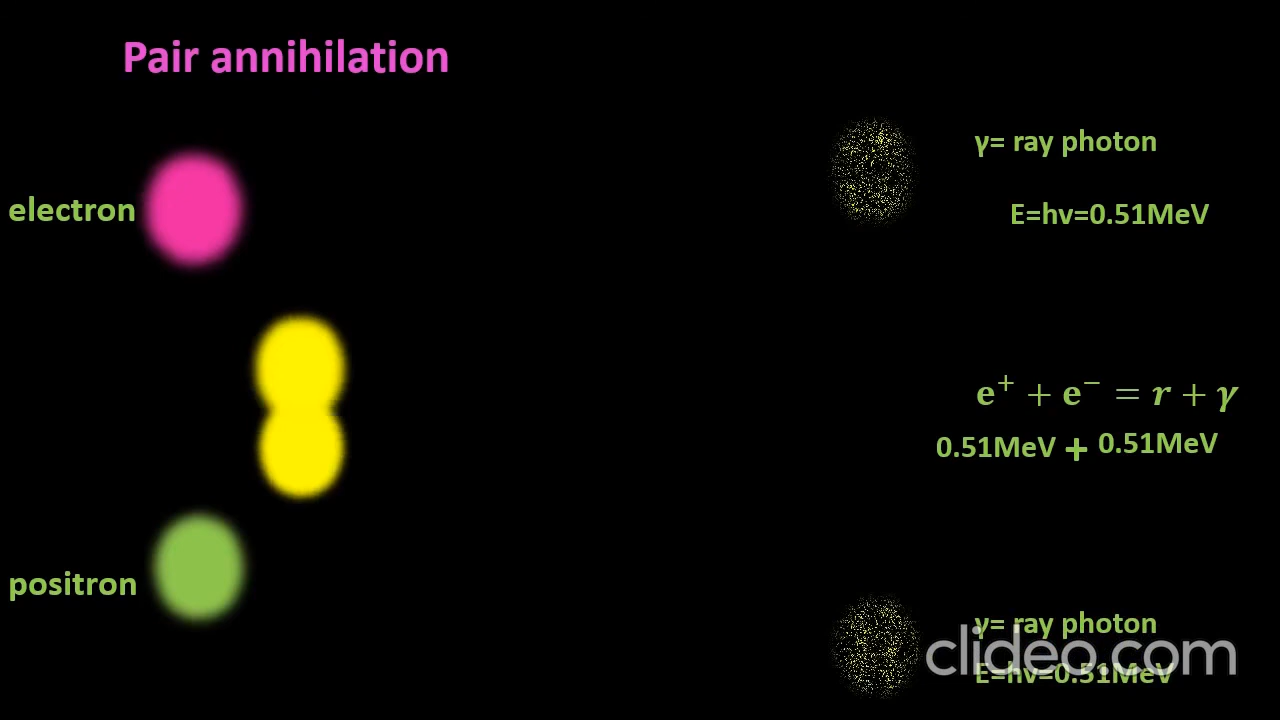 Pair annihilation
electron
γ= ray photon
E=hν=0.51MeV
e⁺ + e⁻ = r + γ
0.51MeV + 0.51MeV
positron
γ= ray photon
E=hν=0.51MeV
clideo.com